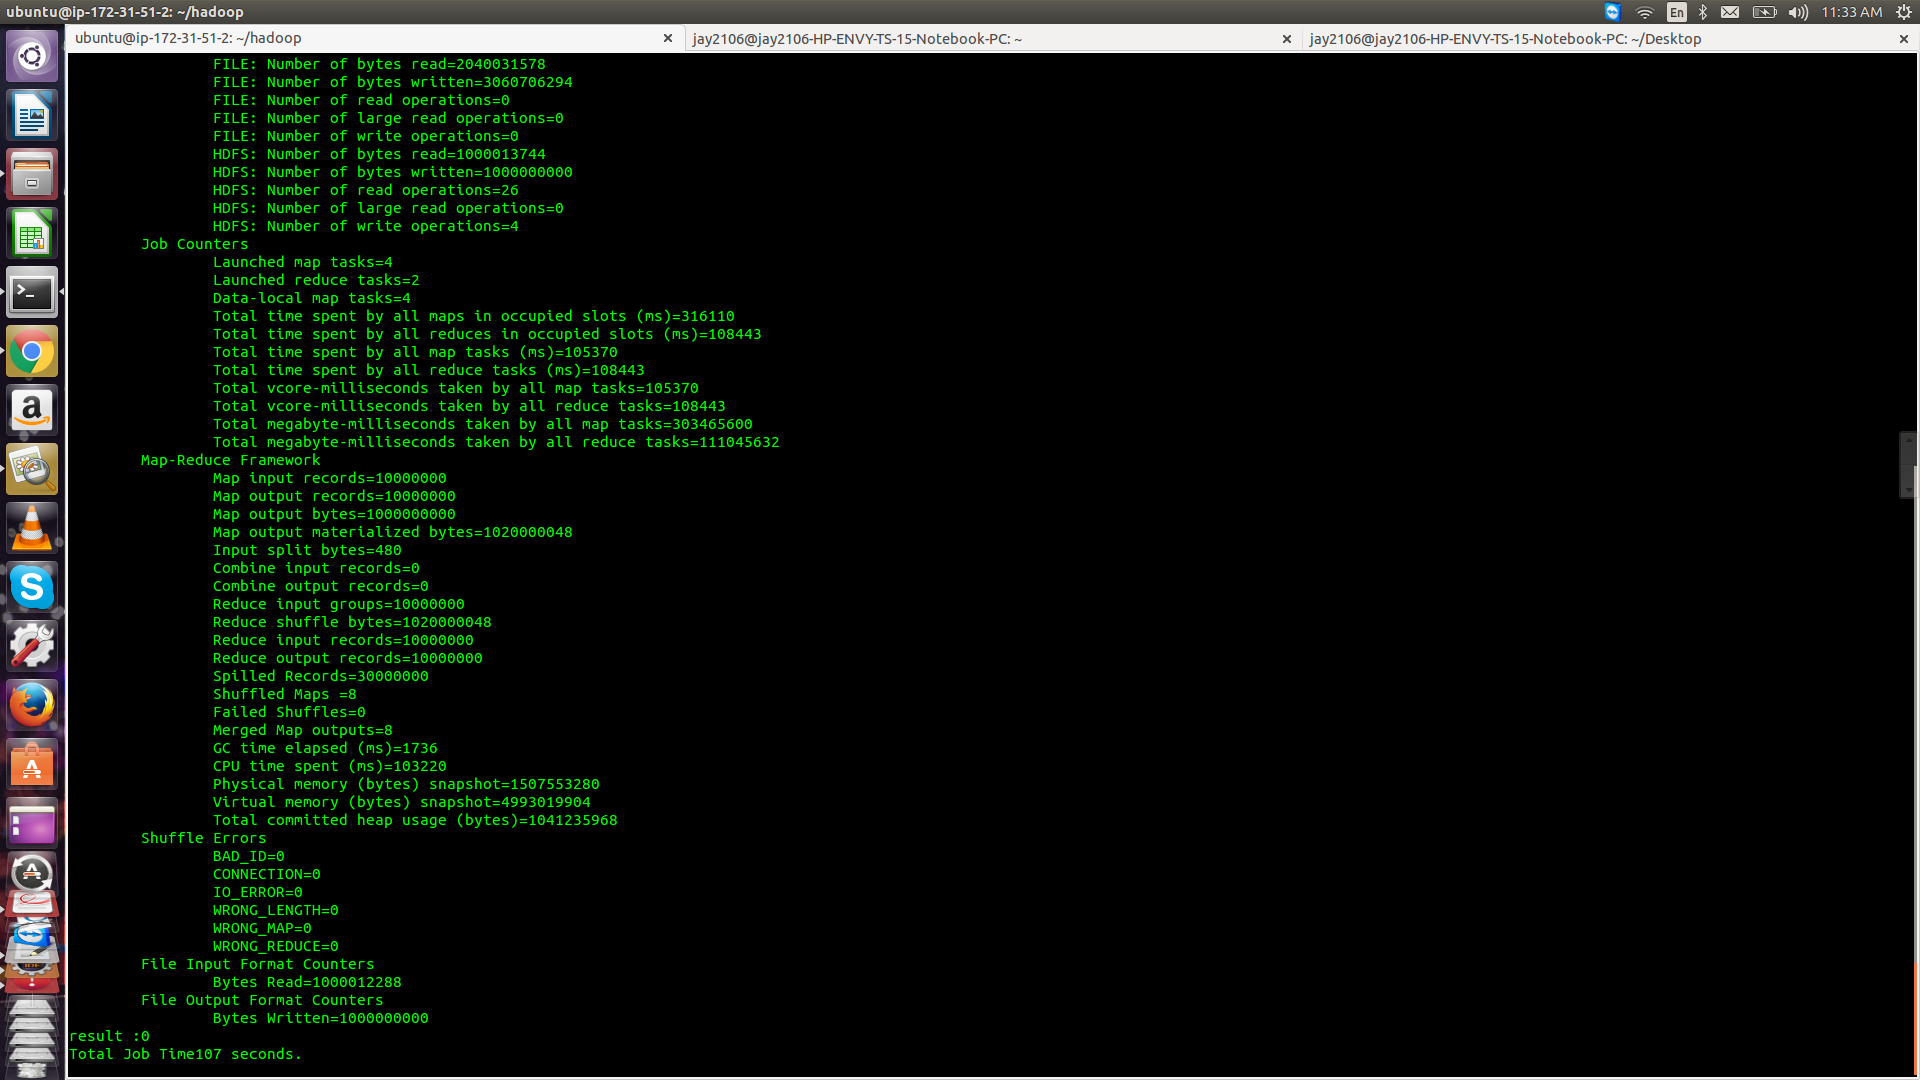 ubuntu@ip-172-31-51-2: ~/hadoop
En
11:33 AM
ubuntu@ip-172-31-51-2: ~/hadoop
jay2106@jay2106-HP-ENVY-TS-15-Notebook-PC: ~
jay2106@jay2106-HP-ENVY-TS-15-Notebook-PC: ~/Desktop
FILE: Number of bytes read=2040031578
FILE: Number of bytes written=3060706294
FILE: Number of read operations=0
FILE: Number of large read operations=0
FILE: Number of write operations=0
HDFS: Number of bytes read=1000013744
HDFS: Number of bytes written=1000000000
HDFS: Number of read operations=26
HDFS: Number of large read operations=0
HDFS: Number of write operations=4
Job Counters
Launched map tasks=4
Launched reduce tasks=2
Data-local map tasks=4
Total time spent by all maps in occupied slots (ms)=316110
Total time spent by all reduces in occupied slots (ms)=108443
Total time spent by all map tasks (ms)=105370
Total time spent by all reduce tasks (ms)=108443
Total vcore-milliseconds taken by all map tasks=105370
Total vcore-milliseconds taken by all reduce tasks=108443
Total megabyte-milliseconds taken by all map tasks=303465600
Total megabyte-milliseconds taken by all reduce tasks=111045632
Map-Reduce Framework
Map input records=10000000
Map output records=10000000
Map output bytes=1000000000
Map output materialized bytes=1020000048
Input split bytes=480
Combine input records=0
Combine output records=0
Reduce input groups=10000000
Reduce shuffle bytes=1020000048
Reduce input records=10000000
Reduce output records=10000000
Spilled Records=30000000
Shuffled Maps =8
Failed Shuffles=0
Merged Map outputs=8
GC time elapsed (ms)=1736
CPU time spent (ms)=103220
Physical memory (bytes) snapshot=1507553280
Virtual memory (bytes) snapshot=4993019904
Total committed heap usage (bytes)=1041235968
Shuffle Errors
BAD_ID=0
CONNECTION=0
IO_ERROR=0
WRONG_LENGTH=0
WRONG_MAP=0
WRONG_REDUCE=0
File Input Format Counters
Bytes Read=1000012288
File Output Format Counters
Bytes Written=1000000000
result :0
Total Job Time107 seconds.